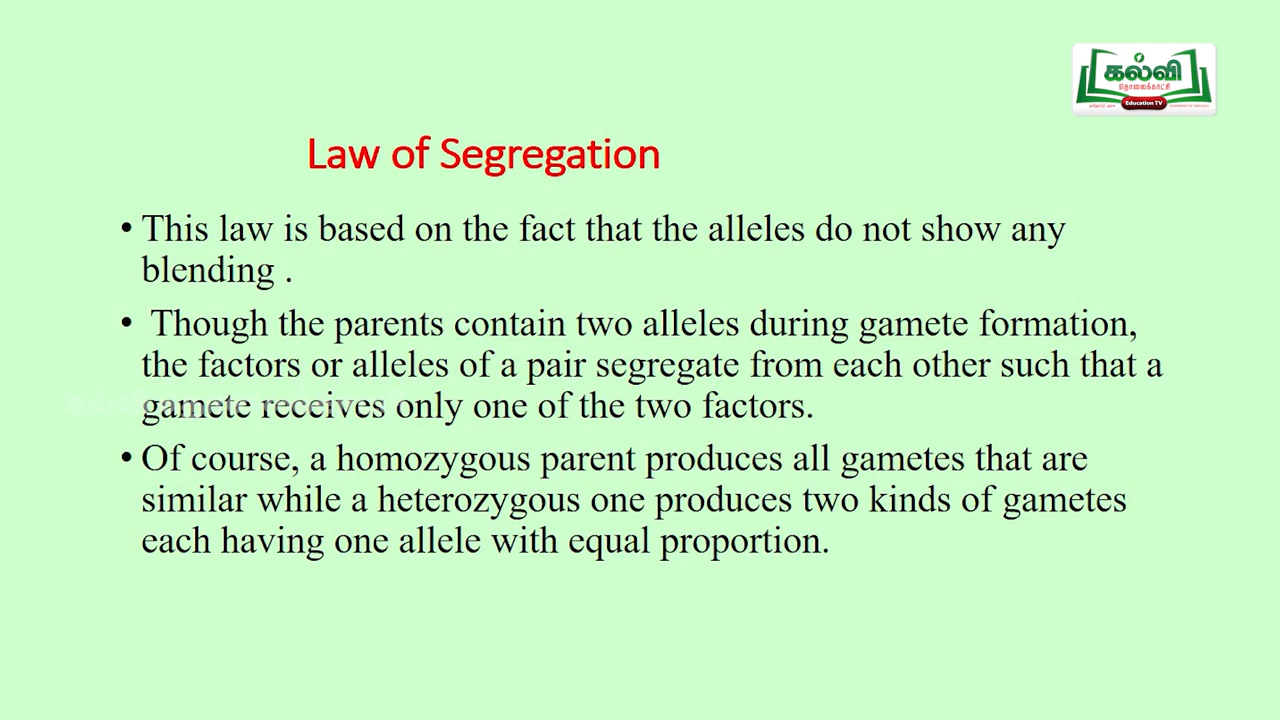 கல்வி
தொலைக்காட்சி
Education TV
Law of Segregation
• This law is based on the fact that the alleles do not show any
blending .
• Though the parents contain two alleles during gamete formation,
the factors or alleles of a pair segregate from each other such that a
gamete receives only one of the two factors.
• Of course, a homozygous parent produces all gametes that are
similar while a heterozygous one produces two kinds of gametes
each having one allele with equal proportion.